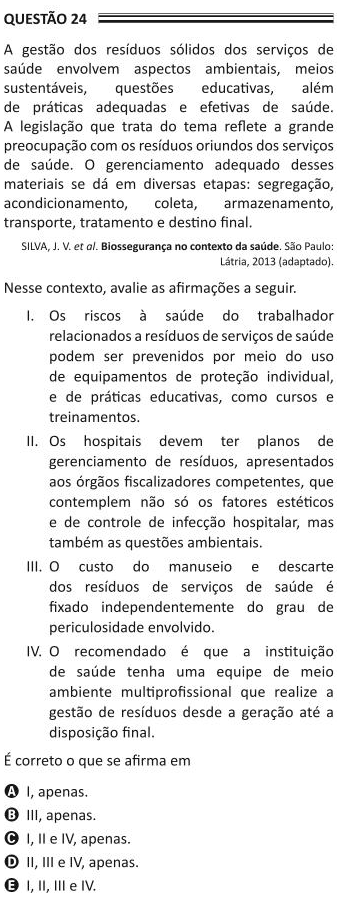 QUESTÃO 24
A gestão dos resíduos sólidos dos serviços de
saúde envolvem aspectos ambientais, meios
sustentáveis, questões educativas, além
de práticas adequadas e efetivas de saúde.
A legislação que trata do tema reflete a grande
preocupação com os resíduos oriundos dos serviços
de saúde. O gerenciamento adequado desses
materiais se dá em diversas etapas: segregação,
acondicionamento, coleta, armazenamento,
transporte, tratamento e destino final.
SILVA, J. V. et al. Biossegurança no contexto da saúde. São Paulo:
Látria, 2013 (adaptado).
Nesse contexto, avalie as afirmações a seguir.
I. Os riscos à saúde do trabalhador
relacionados a resíduos de serviços de saúde
podem ser prevenidos por meio do uso
de equipamentos de proteção individual,
e de práticas educativas, como cursos e
treinamentos.
II. Os hospitais devem ter planos de
gerenciamento de resíduos, apresentados
aos órgãos fiscalizadores competentes, que
contemplem não só os fatores estéticos
e de controle de infecção hospitalar, mas
também as questões ambientais.
III. O custo do manuseio e descarte
dos resíduos de serviços de saúde é
fixado independentemente do grau de
periculosidade envolvido.
IV. O recomendado é que a instituição
de saúde tenha uma equipe de meio
ambiente multiprofissional que realize a
gestão de resíduos desde a geração até a
disposição final.
É correto o que se afirma em
A I, apenas.
B III, apenas.
C I, II e IV, apenas.
D II, III e IV, apenas.
E I, II, III e IV.